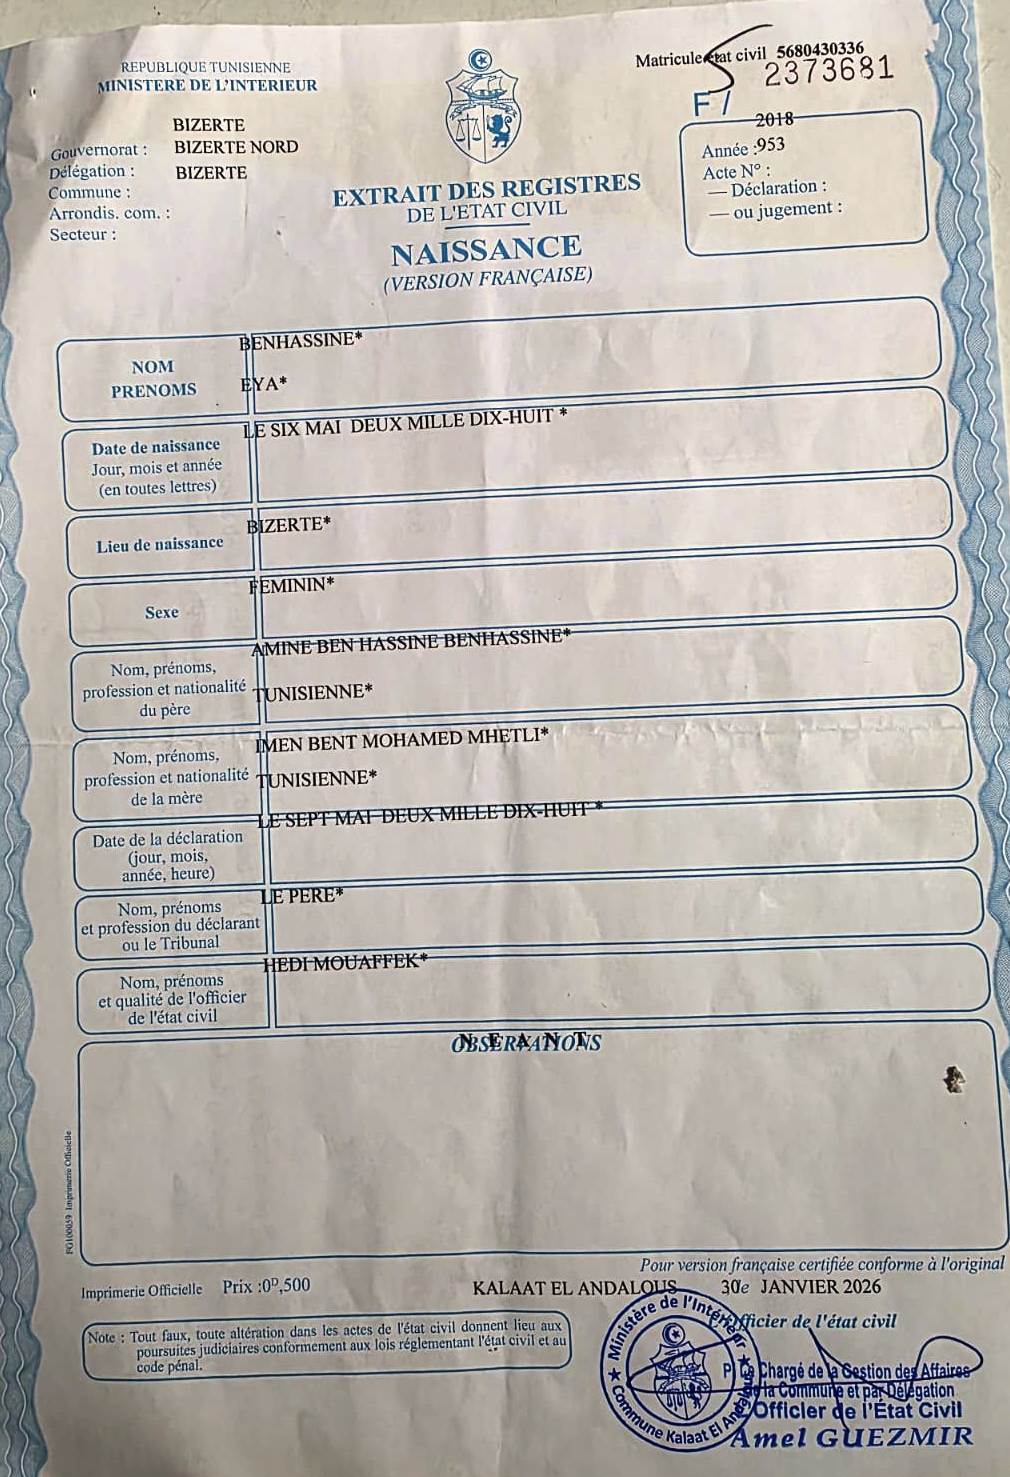 REPUBLIQUE TUNISIENNE
MINISTERE DE L'INTERIEUR
Matricule état civil 5680430336
2373681
F/
BIZERTE
Gouvernorat : BIZERTE NORD
Délégation : BIZERTE
Commune :
Arrondis. com. :
Secteur :
2018
Année :953
Acte N° :
— Déclaration :
— ou jugement :
EXTRAIT DES REGISTRES
DE L'ETAT CIVIL
NAISSANCE
(VERSION FRANÇAISE)
BENHASSINE*
NOM
PRENOMS EYA*
LE SIX MAI DEUX MILLE DIX-HUIT *
Date de naissance
Jour, mois et année
(en toutes lettres)
BIZERTE*
Lieu de naissance
FEMININ*
Sexe
AMINE BEN HASSINE BENHASSINE*
Nom, prénoms,
profession et nationalité TUNISIENNE*
du père
IMEN BENT MOHAMED MHETLI*
Nom, prénoms,
profession et nationalité TUNISIENNE*
de la mère
LE SEPT MAI DEUX MILLE DIX-HUIT *
Date de la déclaration
(jour, mois,
année, heure)
LE PERE*
Nom, prénoms
et profession du déclarant
ou le Tribunal
HEDI MOUAFFEK*
Nom, prénoms
et qualité de l'officier
de l'état civil
N E A N T
OBSERVATIONS
FG100059 Imprimerie Officielle
Pour version française certifiée conforme à l'original
Imprimerie Officielle Prix :0D,500
KALAAT EL ANDALOUS 30 JANVIER 2026
Officier de l'état civil
Note : Tout faux, toute altération dans les actes de l'état civil donnent lieu aux
poursuites judiciaires conformement aux lois réglementant l'état civil et au
code pénal.
★ Ministère de l'Intérieur ★ Commune Kalaat El Andalous
P/ Le Chargé de la Gestion des Affaires
de la Commune et par Délégation
Officier de l'État Civil
Amel GUEZMIR